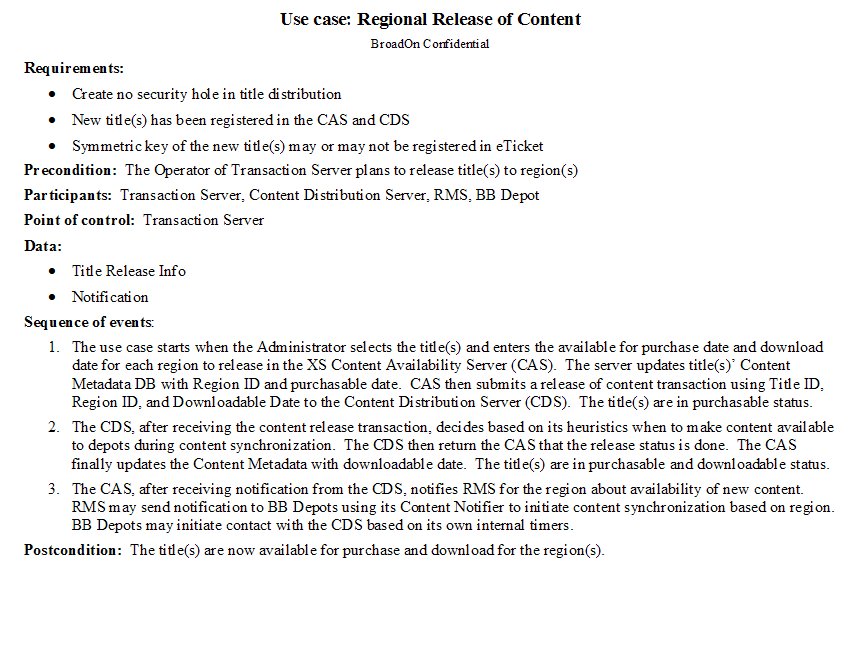 Use case: Regional Release of Content
BroadOn Confidential
Requirements:
• Create no security hole in title distribution
• New title(s) has been registered in the CAS and CDS
• Symmetric key of the new title(s) may or may not be registered in eTicket
Precondition: The Operator of Transaction Server plans to release title(s) to region(s)
Participants: Transaction Server, Content Distribution Server, RMS, BB Depot
Point of control: Transaction Server
Data:
• Title Release Info
• Notification
Sequence of events:
1. The use case starts when the Administrator selects the title(s) and enters the available for purchase date and download
date for each region to release in the XS Content Availability Server (CAS). The server updates title(s)' Content
Metadata DB with Region ID and purchasable date. CAS then submits a release of content transaction using Title ID,
Region ID, and Downloadable Date to the Content Distribution Server (CDS). The title(s) are in purchasable status.
2. The CDS, after receiving the content release transaction, decides based on its heuristics when to make content available
to depots during content synchronization. The CDS then return the CAS that the release status is done. The CAS
finally updates the Content Metadata with downloadable date. The title(s) are in purchasable and downloadable status.
3. The CAS, after receiving notification from the CDS, notifies RMS for the region about availability of new content.
RMS may send notification to BB Depots using its Content Notifier to initiate content synchronization based on region.
BB Depots may initiate contact with the CDS based on its own internal timers.
Postcondition: The title(s) are now available for purchase and download for the region(s).